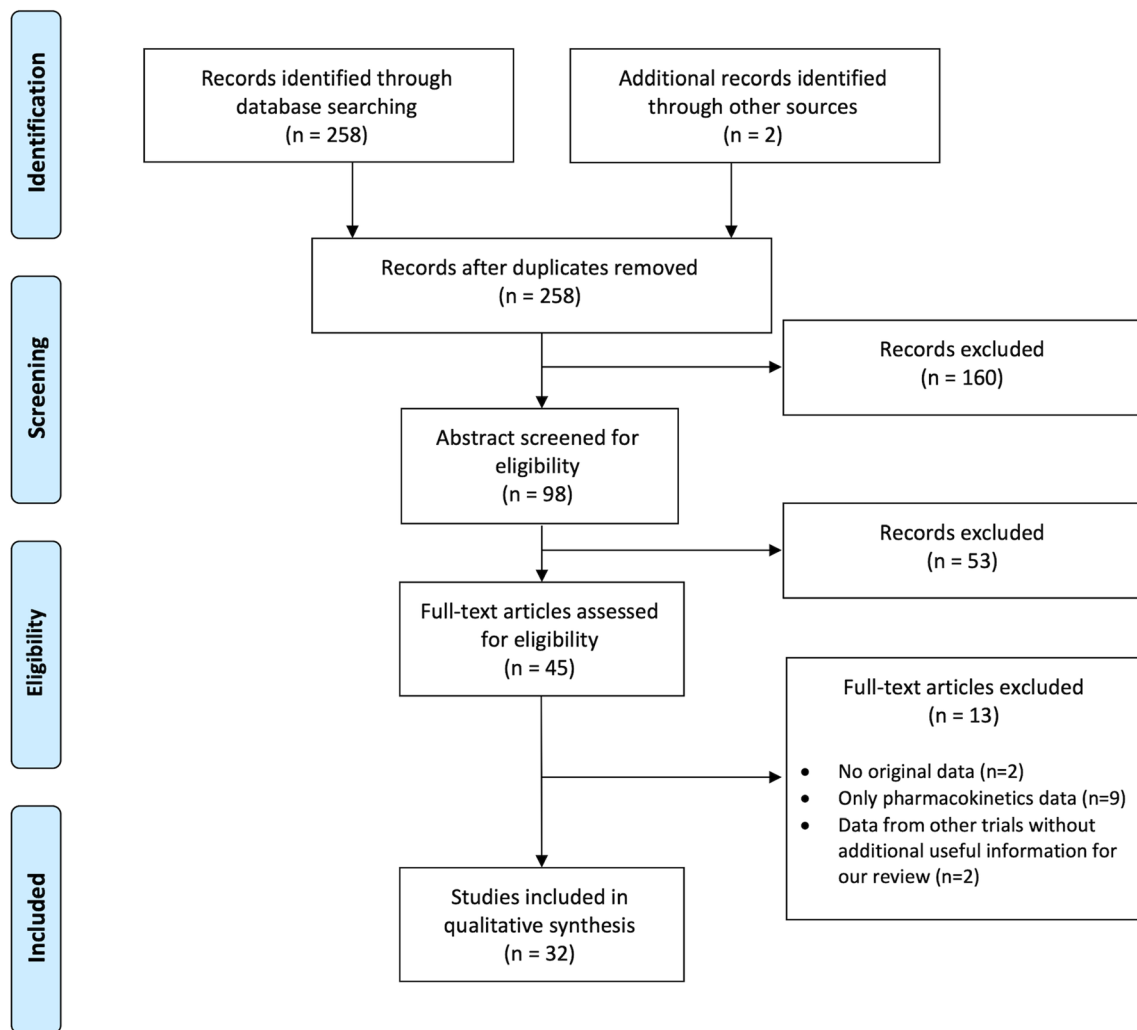 Identification
Records identified through
database searching
(n = 258)
Additional records identified
through other sources
(n = 2)
Records after duplicates removed
(n = 258)
Screening
Records excluded
(n = 160)
Abstract screened for
eligibility
(n = 98)
Records excluded
(n = 53)
Eligibility
Full-text articles assessed
for eligibility
(n = 45)
Full-text articles excluded
(n = 13)
• No original data (n=2)
• Only pharmacokinetics data (n=9)
• Data from other trials without
additional useful information for
our review (n=2)
Included
Studies included in
qualitative synthesis
(n = 32)